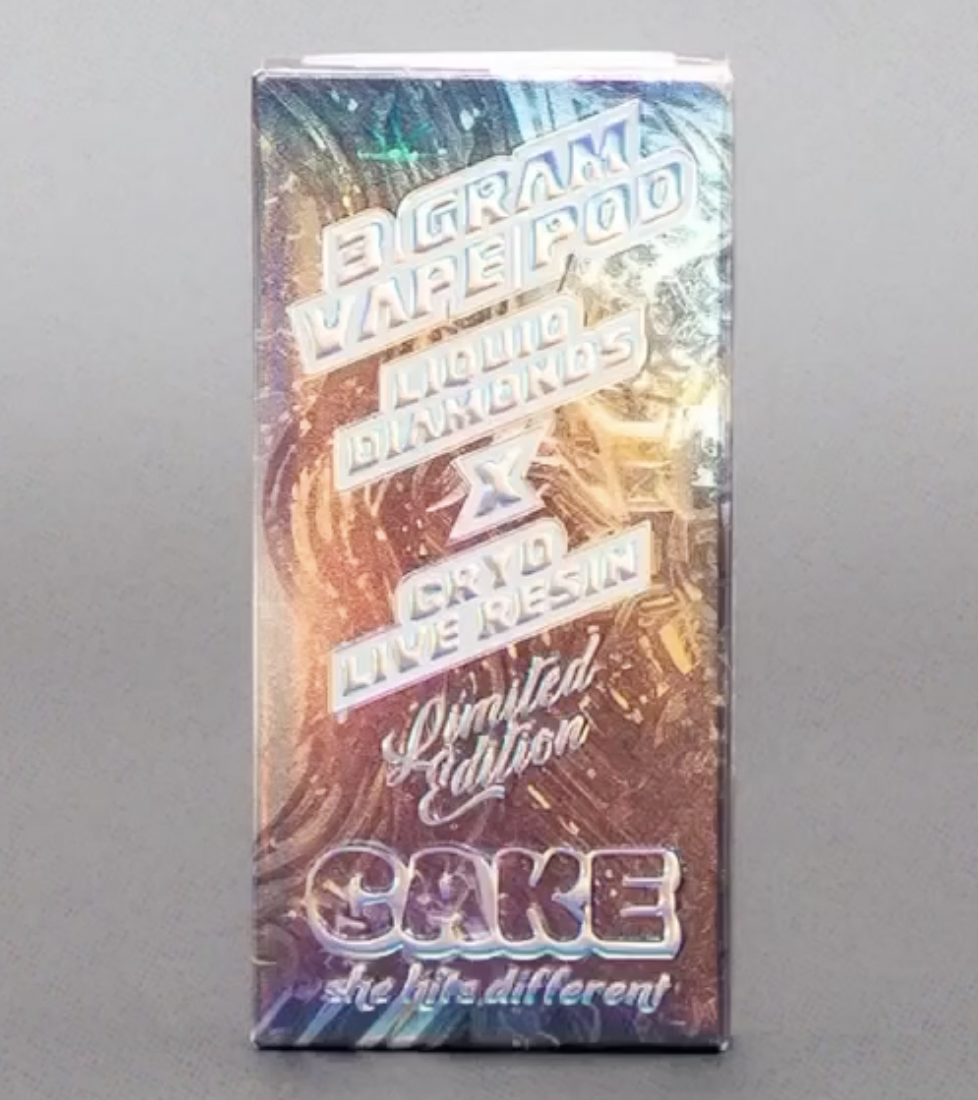 3 GRAM
VAPE POD
LIQUID
DIAMONDS
X
CRYO
LIVE RESIN
Limited
Edition
CAKE
she hits different